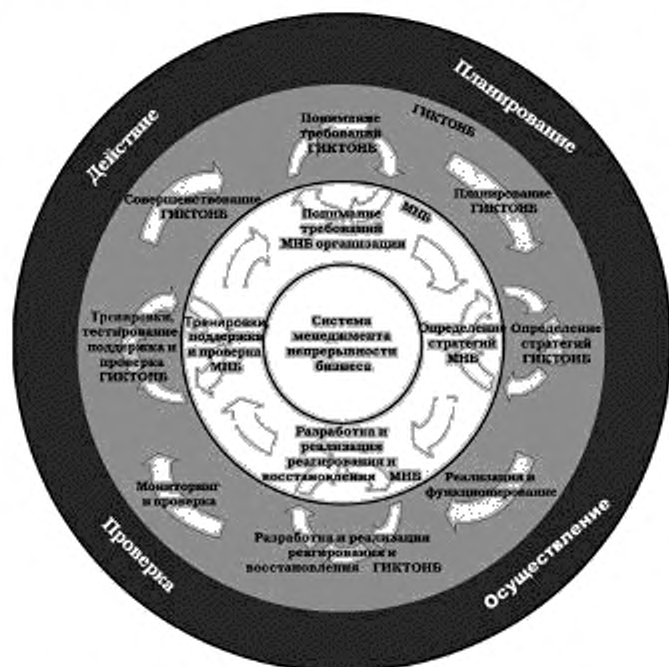 Планирование
Действие
ГИКТОНБ
Понимание
требований
ГИКТОНБ
Совершенствование
ГИКТОНБ
Планирование
ГИКТОНБ
МНБ
Понимание
требований
МНБ организации
Тренировки,
тестирование,
поддержка и
проверка
ГИКТОНБ
Тренировки,
поддержка
и проверка
МНБ
Система
менеджмента
непрерывности
бизнеса
Определение
стратегий
МНБ
Определение
стратегий
ГИКТОНБ
Разработка и
реализация
реагирования и
восстановления МНБ
Мониторинг
и проверка
Реализация и
функционирование
Разработка и реализация
реагирования и
восстановления ГИКТОНБ
Проверка
Осуществление